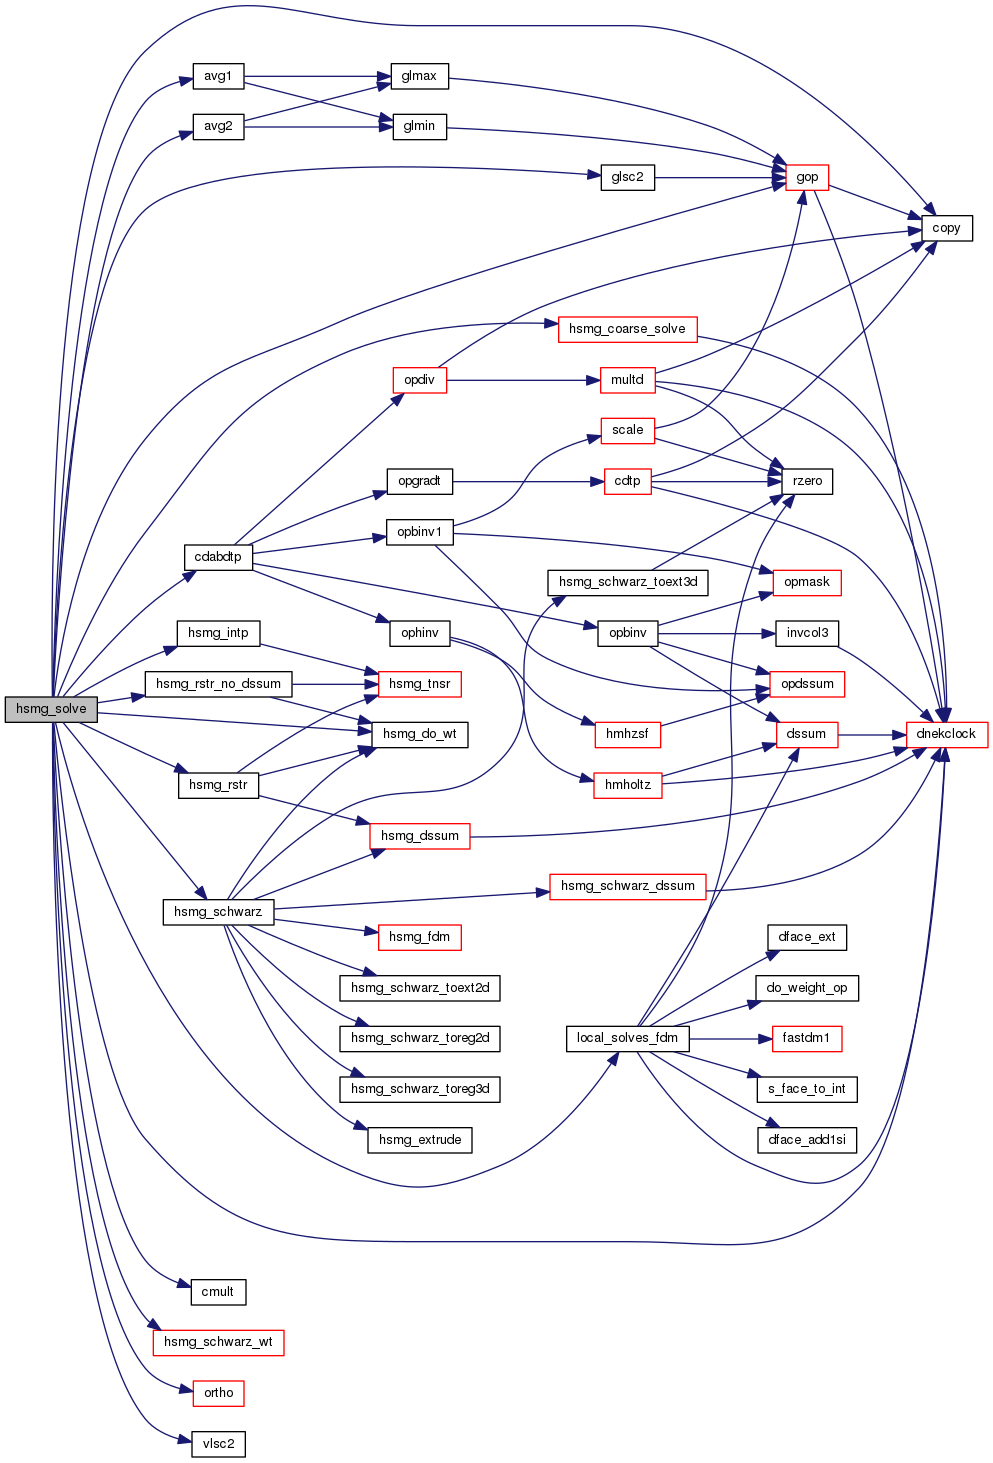 avg1
glmax
avg2
glmin
glsc2
gop
copy
hsmg_coarse_solve
opdiv
multd
scale
opgradt
cdtp
rzero
opbinv1
cdabdtp
hsmg_schwarz_toext3d
opmask
hsmg_intp
ophinv
opbinv
invcol3
hsmg_rstr_no_dssum
hsmg_tnsr
opdssum
hsmg_solve
hsmg_do_wt
hmhzsf
dssum
dnekclock
hsmg_rstr
hmholtz
hsmg_dssum
hsmg_schwarz_dssum
hsmg_schwarz
hsmg_fdm
dface_ext
hsmg_schwarz_toext2d
do_weight_op
hsmg_schwarz_toreg2d
local_solves_fdm
fastdm1
hsmg_schwarz_toreg3d
s_face_to_int
hsmg_extrude
dface_add1si
cmult
hsmg_schwarz_wt
ortho
vlsc2